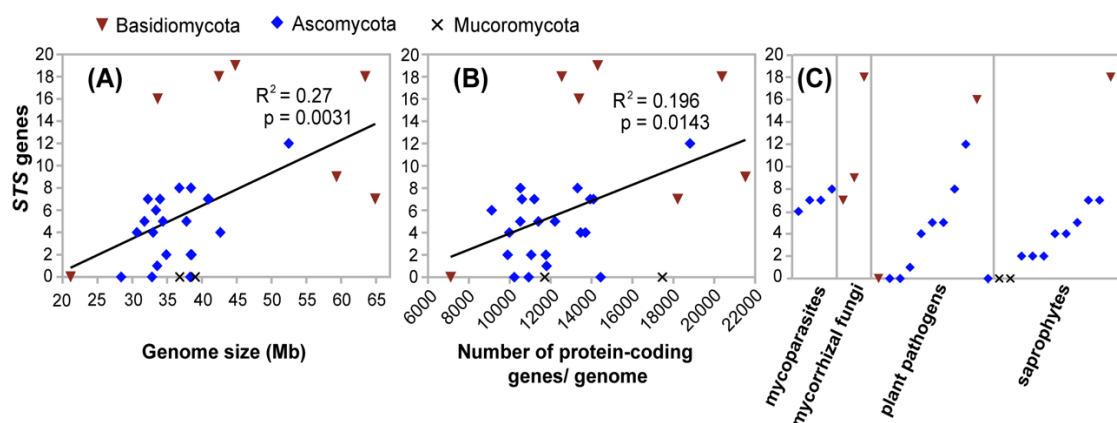 Basidiomycota Ascomycota Mucoromycota
(A)
R² = 0.27
p = 0.0031
STS genes
20
18
16
14
12
10
8
6
4
2
0
20 25 30 35 40 45 50 55 60 65
Genome size (Mb)
(B)
R² = 0.196
p = 0.0143
20
18
16
14
12
10
8
6
4
2
0
6000 8000 10000 12000 14000 16000 18000 20000 22000
Number of protein-coding
genes/ genome
(C)
20
18
16
14
12
10
8
6
4
2
0
mycoparasites
mycorrhizal fungi
plant pathogens
saprophytes